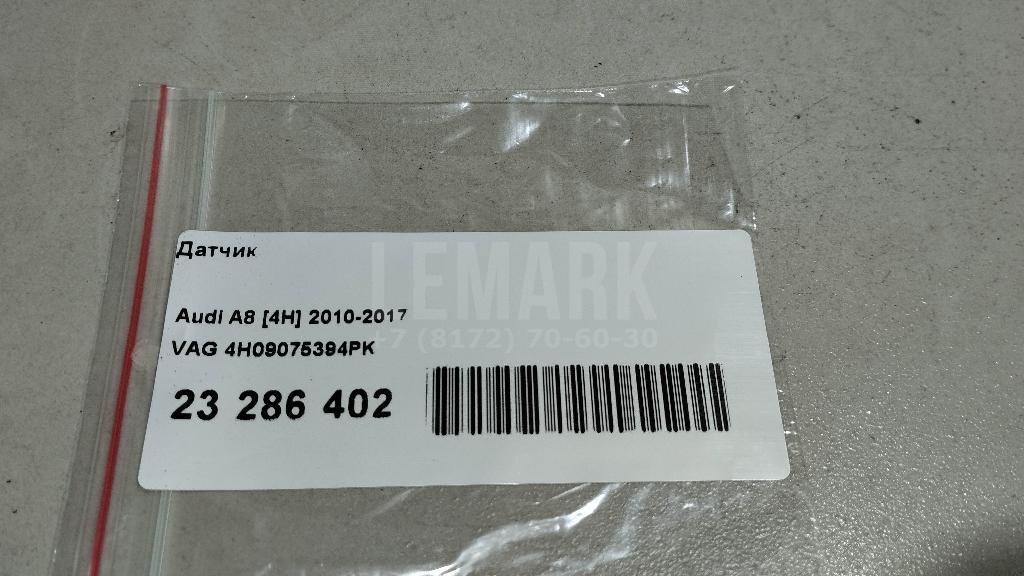 Датчик
LEMARK
Audi A8 [4H] 2010-2017
+7 (8172) 70-60-30
VAG 4H09075394PK
23 286 402